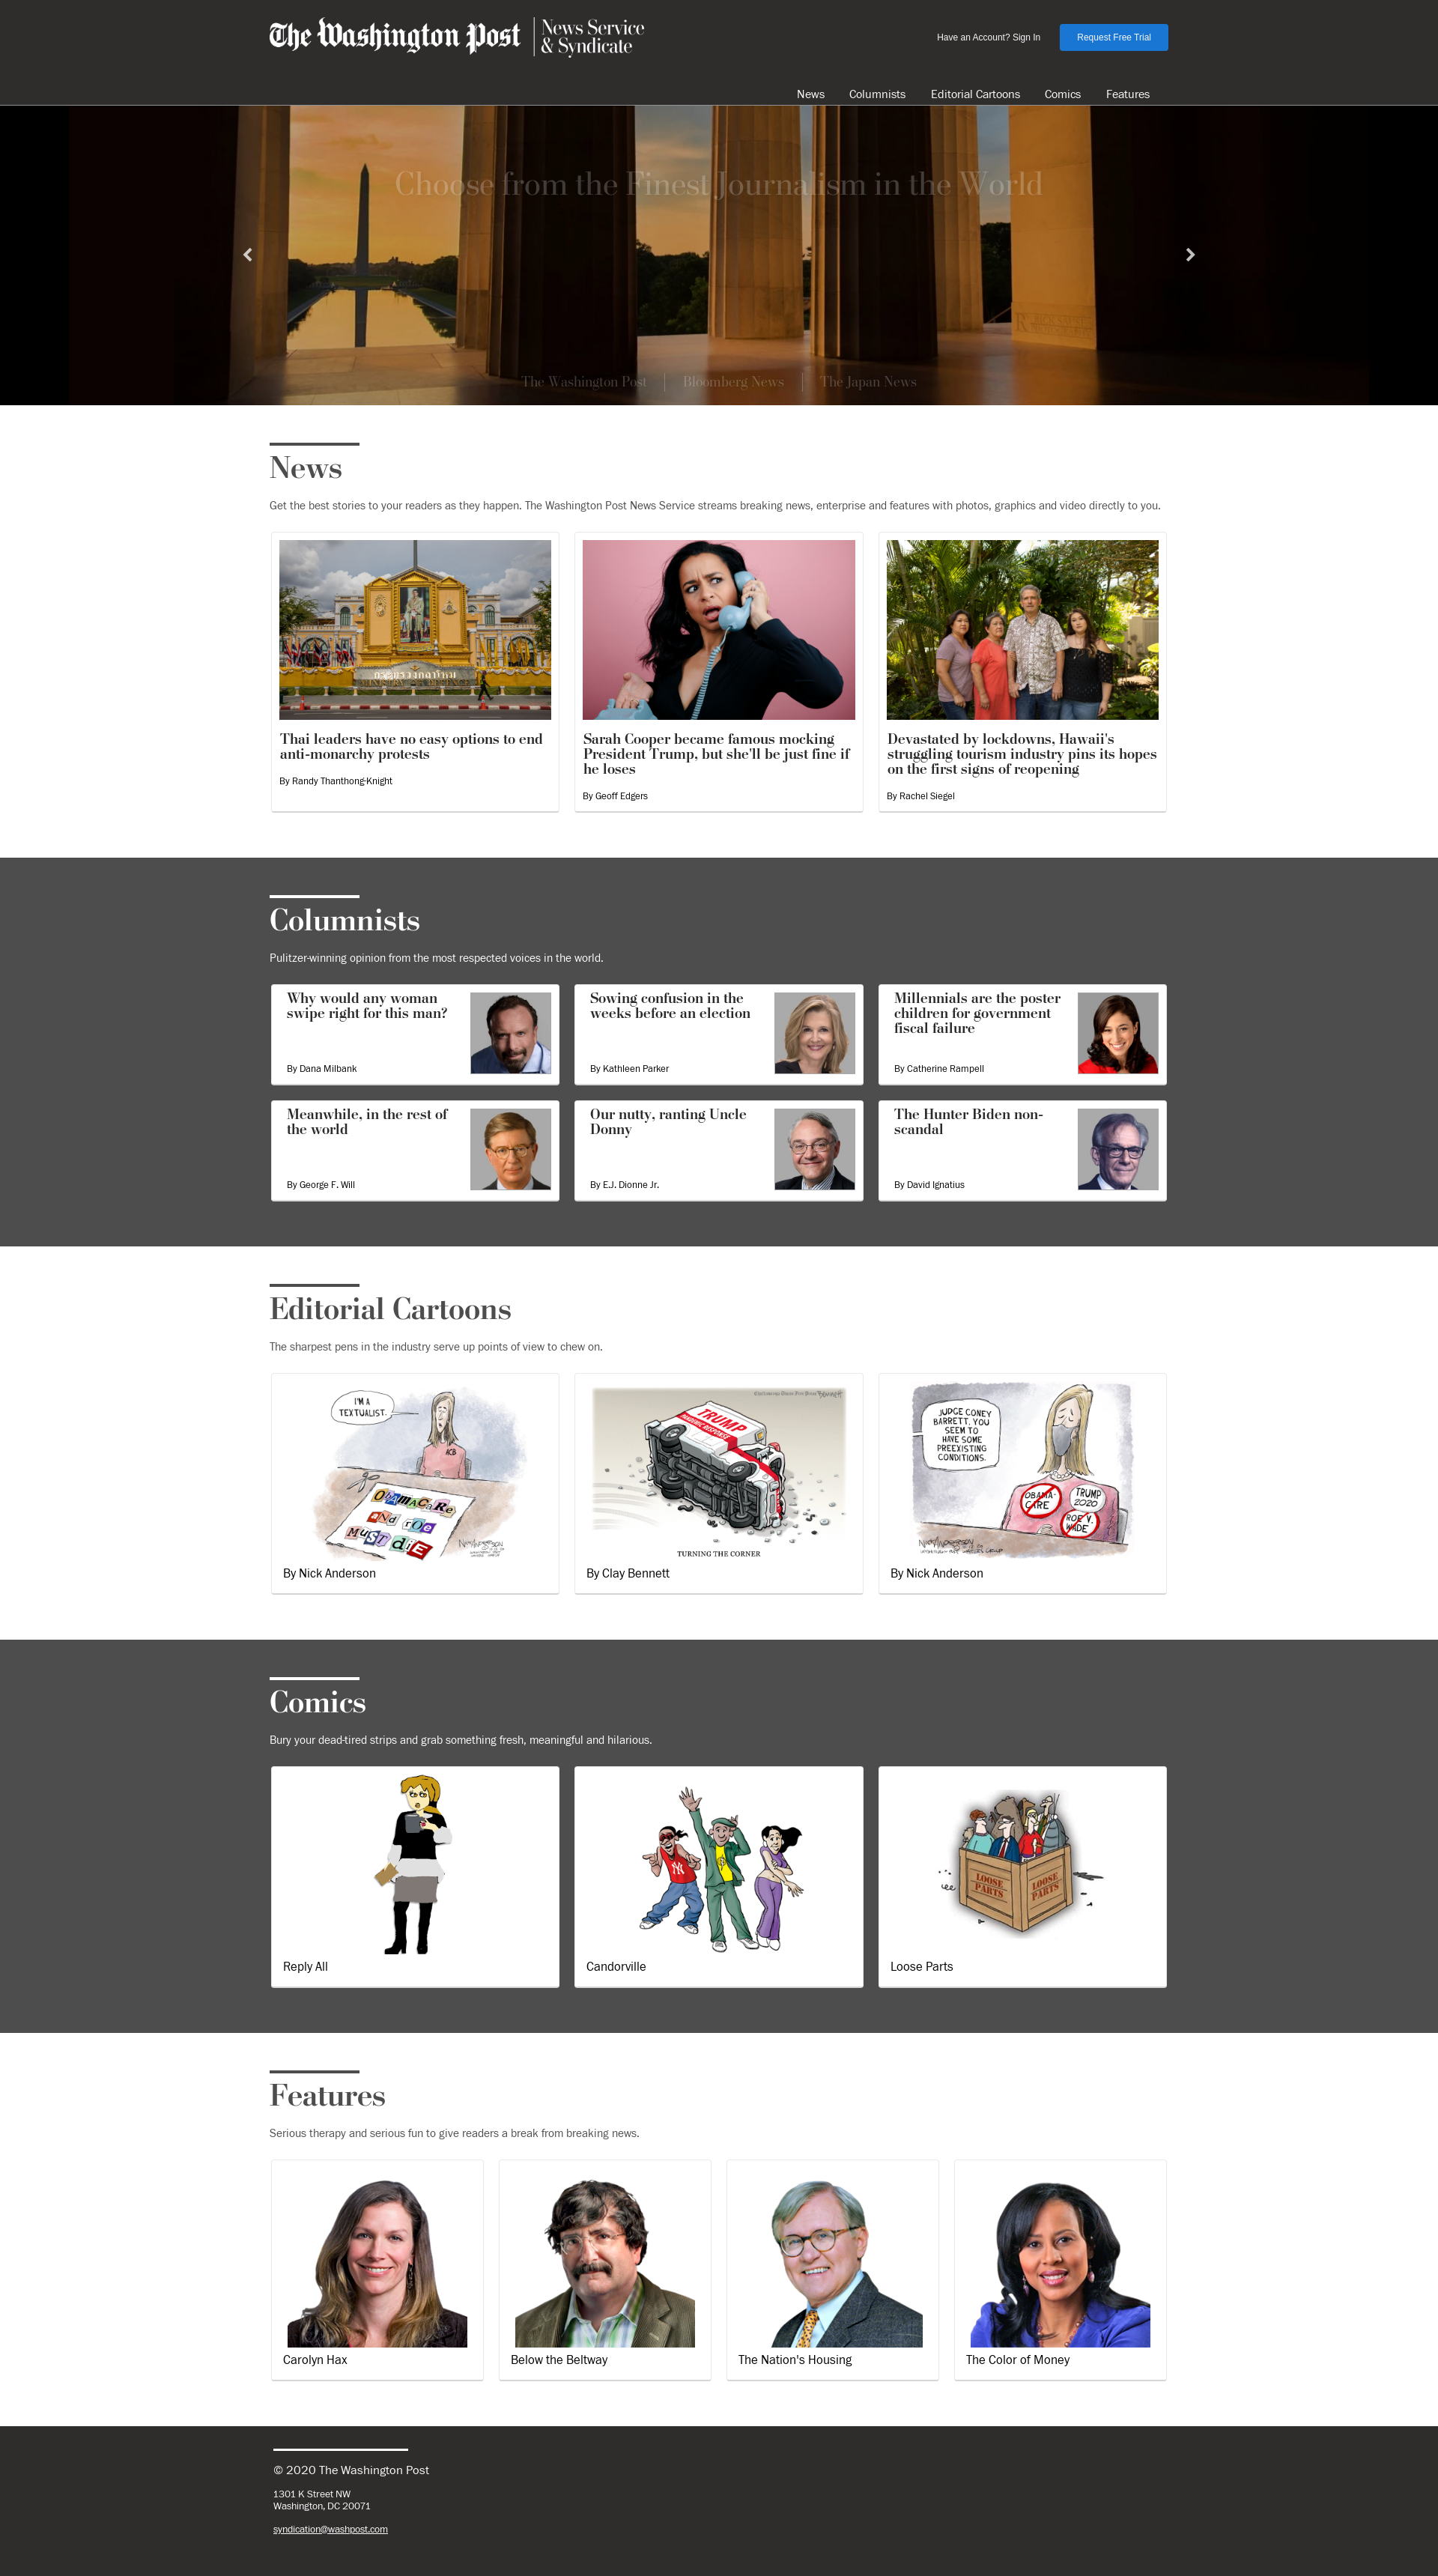 The Washington Post
News Service
& Syndicate
Have an Account? Sign In
Request Free Trial
News
Columnists
Editorial Cartoons
Comics
Features
Choose from the Finest Journalism in the World
The Washington Post
Bloomberg News
The Japan News
News
Get the best stories to your readers as they happen. The Washington Post News Service streams breaking news, enterprise and features with photos, graphics and video directly to you.
Thai leaders have no easy options to end
anti-monarchy protests
By Randy Thanthong-Knight
Sarah Cooper became famous mocking
President Trump, but she'll be just fine if
he loses
By Geoff Edgers
Devastated by lockdowns, Hawaii's
struggling tourism industry pins its hopes
on the first signs of reopening
By Rachel Siegel
Columnists
Pulitzer-winning opinion from the most respected voices in the world.
Why would any woman
swipe right for this man?
By Dana Milbank
Sowing confusion in the
weeks before an election
By Kathleen Parker
Millennials are the poster
children for government
fiscal failure
By Catherine Rampell
Meanwhile, in the rest of
the world
By George F. Will
Our nutty, ranting Uncle
Donny
By E.J. Dionne Jr.
The Hunter Biden non-
scandal
By David Ignatius
Editorial Cartoons
The sharpest pens in the industry serve up points of view to chew on.
I'M A
TEXTUALIST.
ACB
OBAMACARE
AND ROE
MUST DIE
By Nick Anderson
BENNETT
TRUMP
PANDEMIC RESPONSE
TURNING THE CORNER
By Clay Bennett
JUDGE CONEY
BARRETT, YOU
SEEM TO
HAVE SOME
PREEXISTING
CONDITIONS.
OBAMA-
CARE
TRUMP
2020
ROE V.
WADE
By Nick Anderson
Comics
Bury your dead-tired strips and grab something fresh, meaningful and hilarious.
Reply All
Candorville
LOOSE
PARTS
LOOSE
PARTS
Loose Parts
Features
Serious therapy and serious fun to give readers a break from breaking news.
Carolyn Hax
Below the Beltway
The Nation's Housing
The Color of Money
© 2020 The Washington Post
1301 K Street NW
Washington, DC 20071
syndication@washpost.com